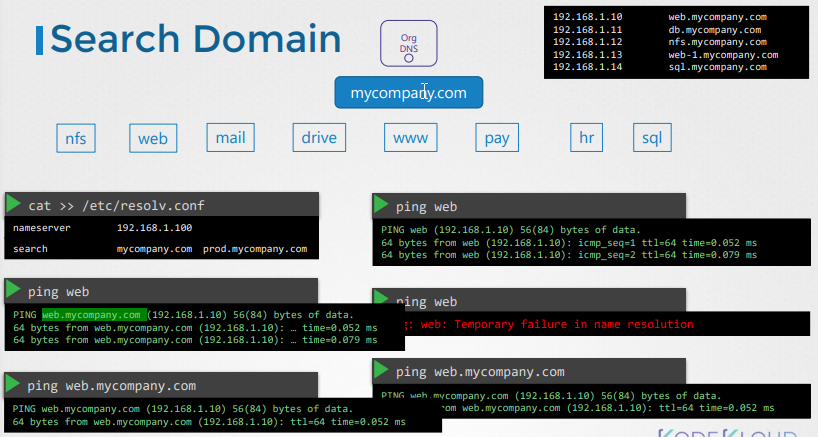 Search Domain
Org
DNS
mycompany.com
192.168.1.10 web.mycompany.com
192.168.1.11 db.mycompany.com
192.168.1.12 nfs.mycompany.com
192.168.1.13 web-1.mycompany.com
192.168.1.14 sql.mycompany.com
nfs web mail drive www pay hr sql
cat >> /etc/resolv.conf
nameserver 192.168.1.100
search mycompany.com prod.mycompany.com
ping web
PING web (192.168.1.10) 56(84) bytes of data.
64 bytes from web (192.168.1.10): icmp_seq=1 ttl=64 time=0.052 ms
64 bytes from web (192.168.1.10): icmp_seq=2 ttl=64 time=0.079 ms
ping web
PING web.mycompany.com (192.168.1.10) 56(84) bytes of data.
64 bytes from web.mycompany.com (192.168.1.10): … time=0.052 ms
64 bytes from web.mycompany.com (192.168.1.10): … time=0.079 ms
ping web
: web: Temporary failure in name resolution
ping web.mycompany.com
PING web.mycompany.com (192.168.1.10) 56(84) bytes of data.
64 bytes from web.mycompany.com (192.168.1.10): ttl=64 time=0.052 ms
ping web.mycompany.com
PING web.mycompany.com (192.168.1.10) 56(84) bytes of data.
om web.mycompany.com (192.168.1.10): ttl=64 time=0.052 ms
KODEKLOUD